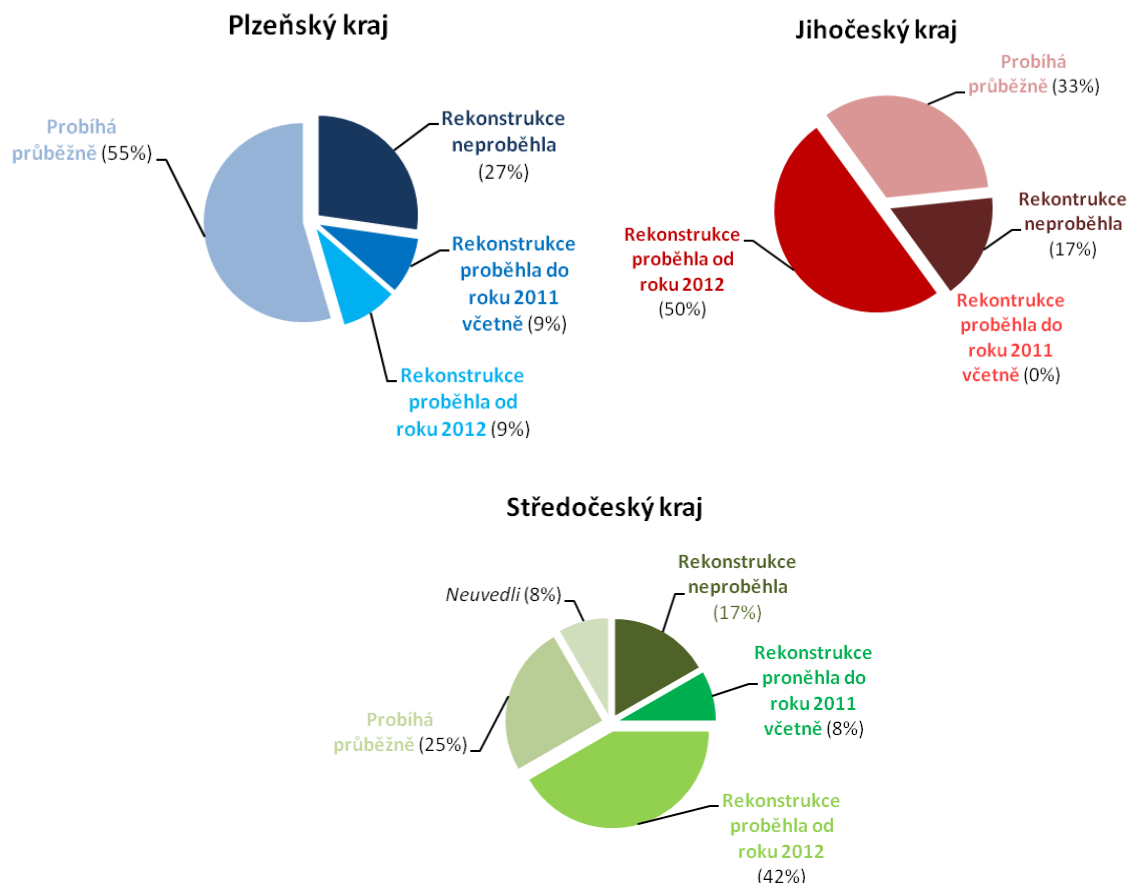 Plzeňský kraj
Probíhá
průběžně (55%)
Rekonstrukce
neproběhla
(27%)
Rekonstrukce
proběhla do
roku 2011
včetně (9%)
Rekonstrukce
proběhla od
roku 2012 (9%)
Jihočeský kraj
Probíhá
průběžně (33%)
Rekontrukce
neproběhla
(17%)
Rekonstrukce
proběhla od
roku 2012
(50%)
Rekontrukce
proběhla do
roku 2011
včetně (0%)
Středočeský kraj
Neuvedli (8%)
Rekonstrukce
neproběhla
(17%)
Rekonstrukce
proněhla do
roku 2011
včetně (8%)
Probíhá
průběžně (25%)
Rekonstrukce
proběhla od
roku 2012
(42%)